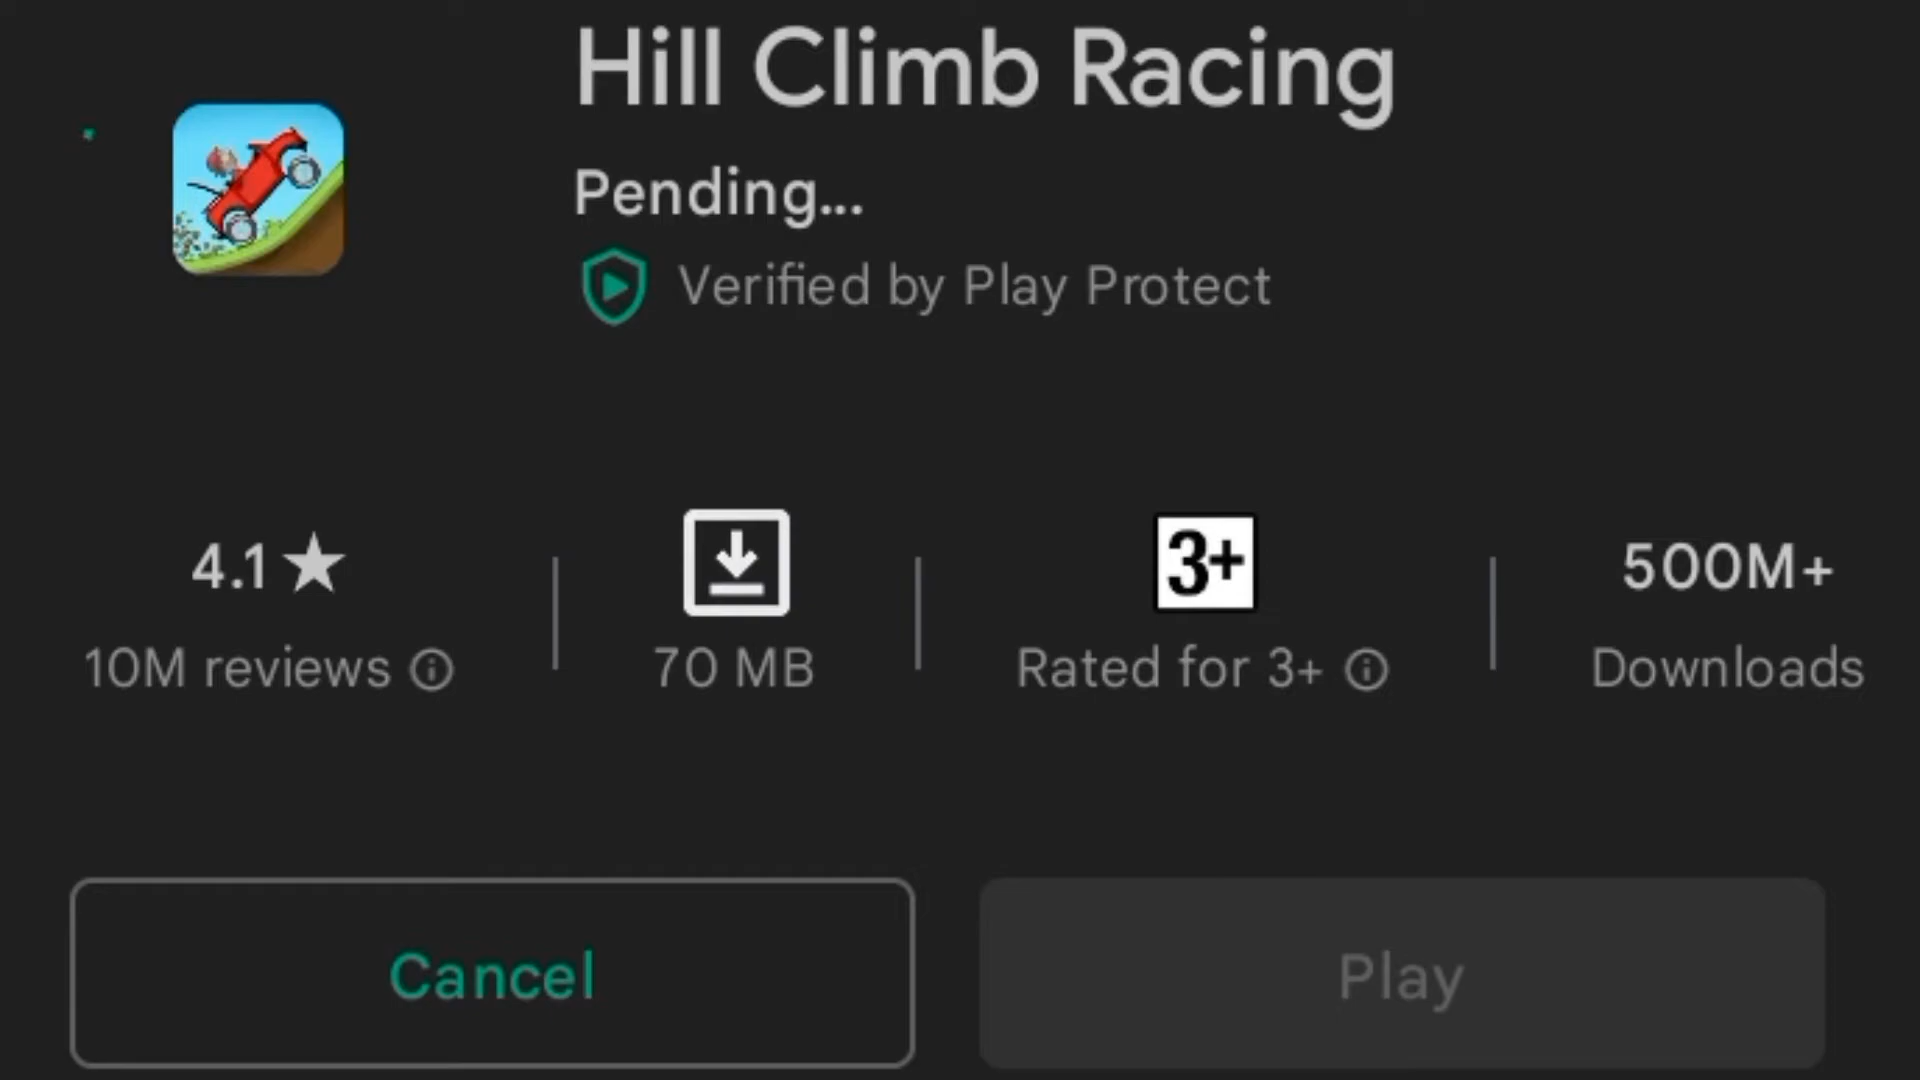 Hill Climb Racing
Pending...
Verified by Play Protect
4.1★
10M reviews
70 MB
3+
Rated for 3+
500M+
Downloads
Cancel
Play